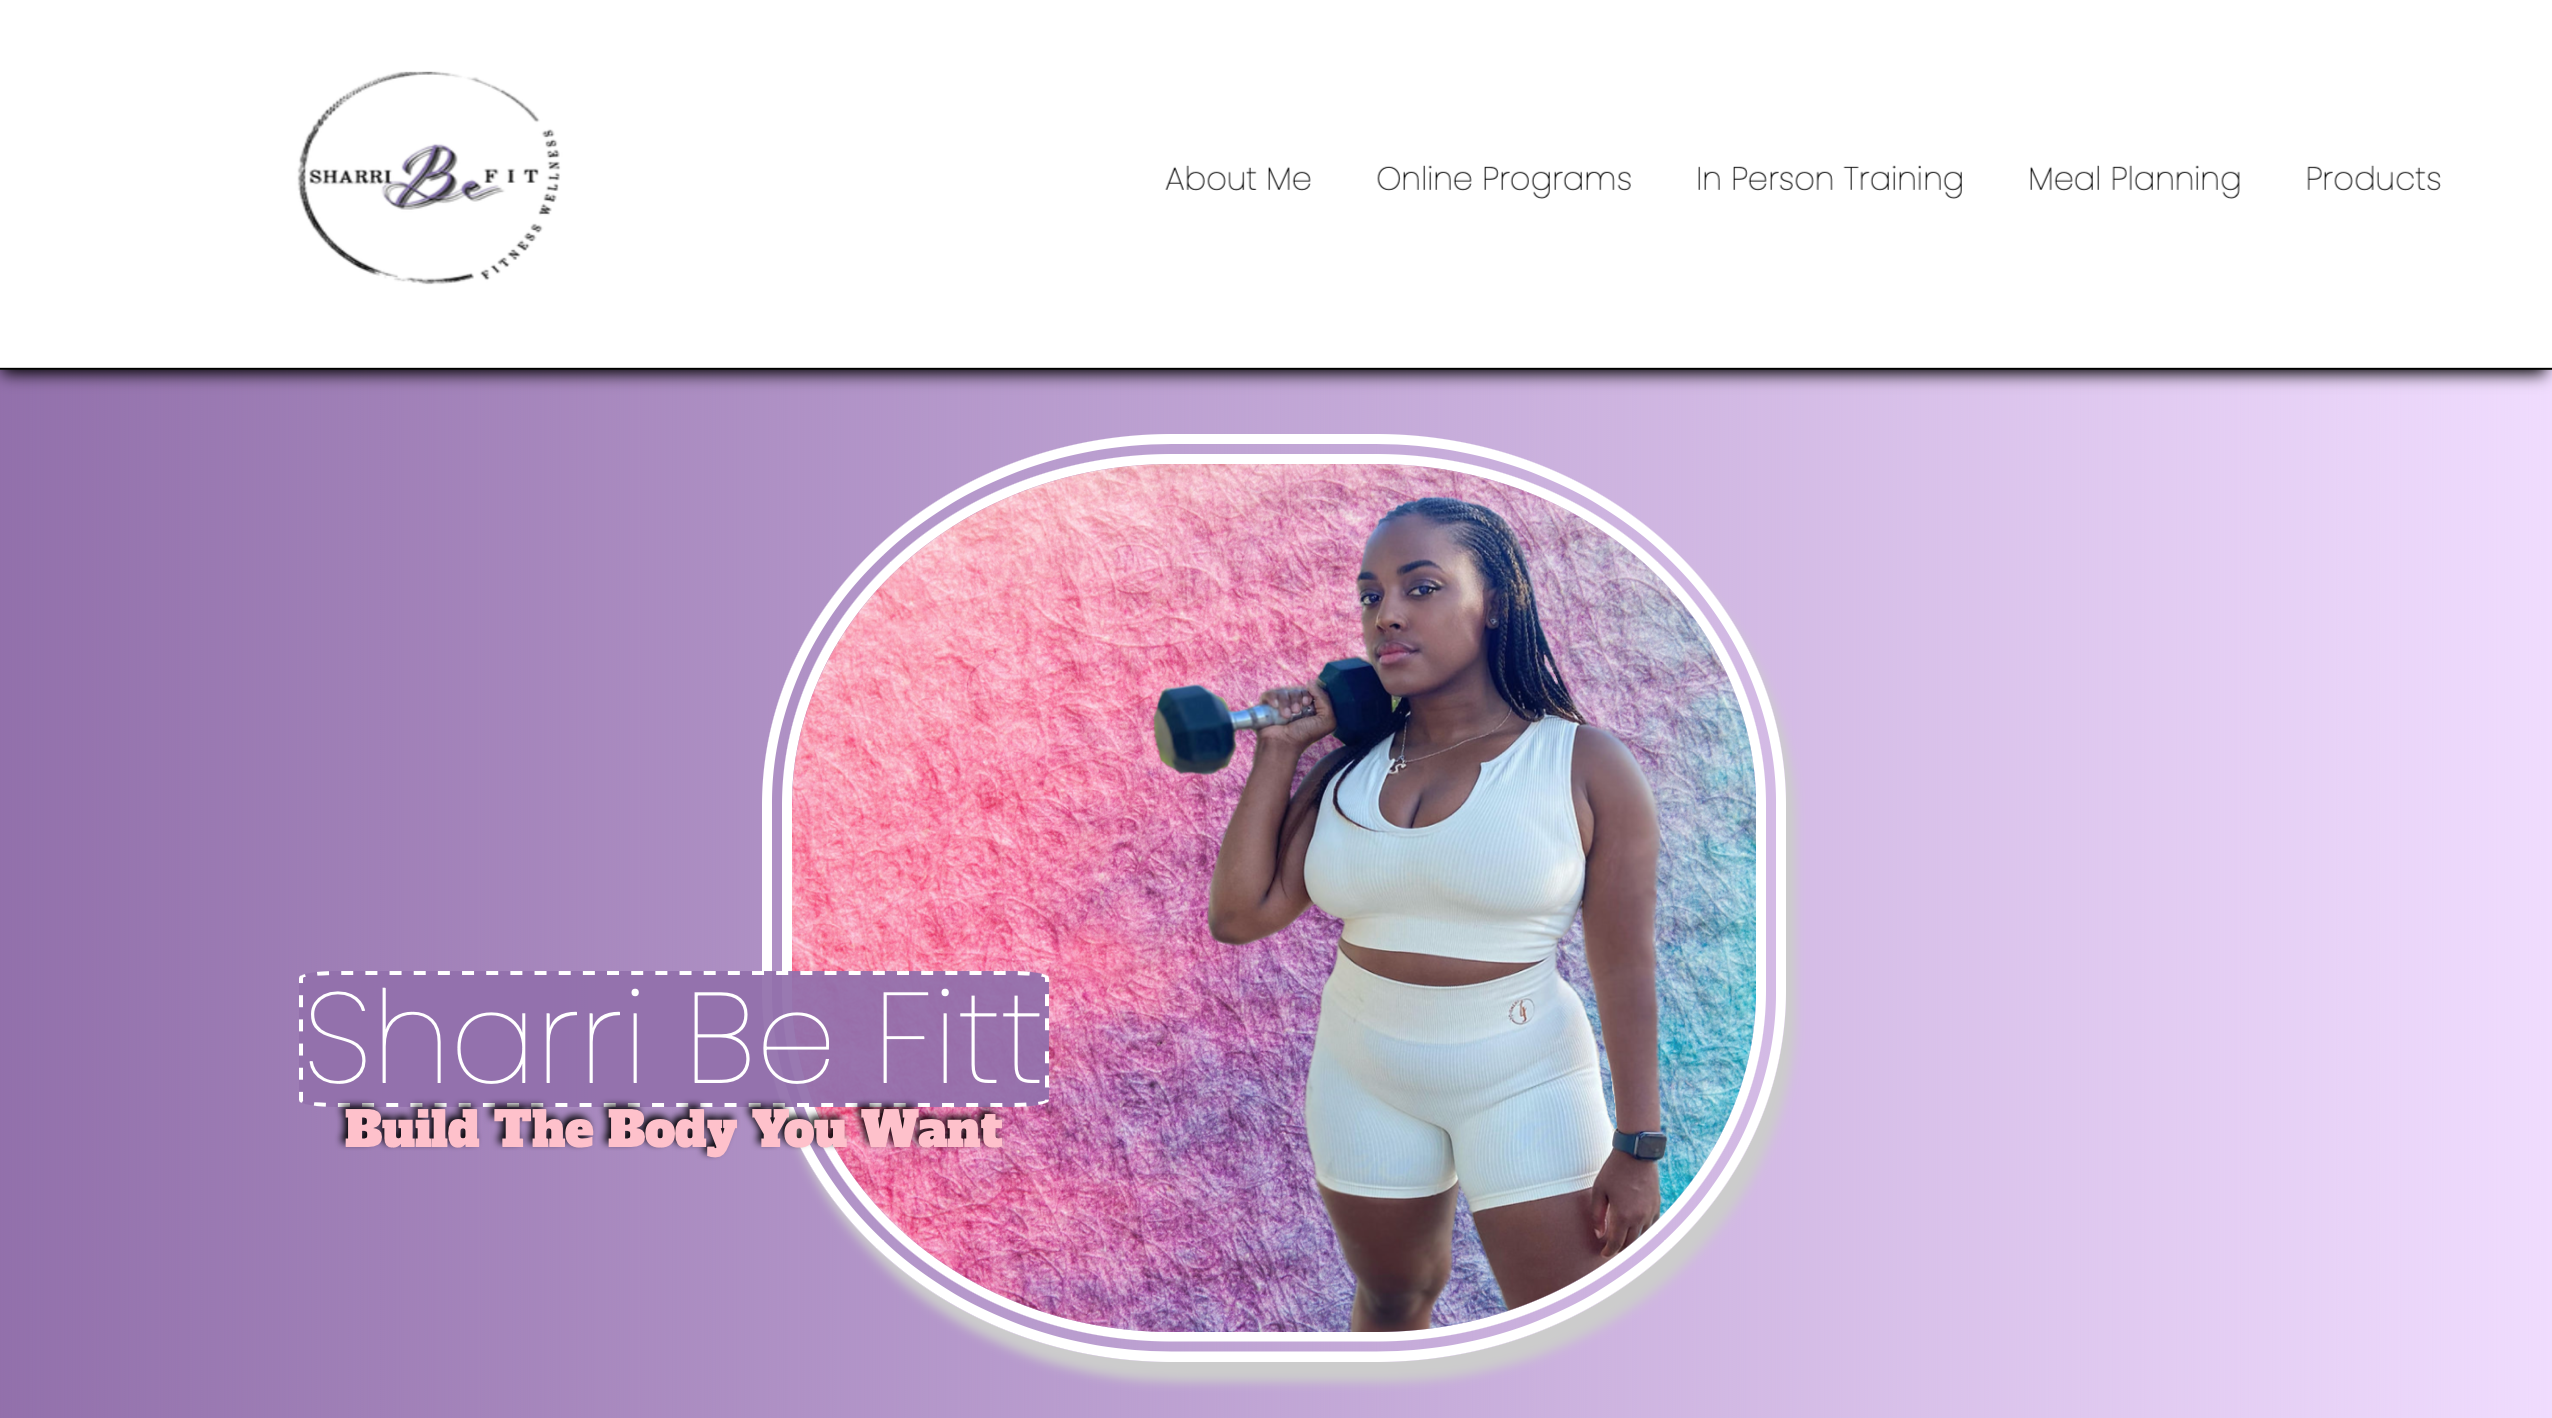 SHARRI Be FIT
FITNESS WELLNESS
About Me Online Programs In Person Training Meal Planning Products
Sharri Be Fitt
Build The Body You Want